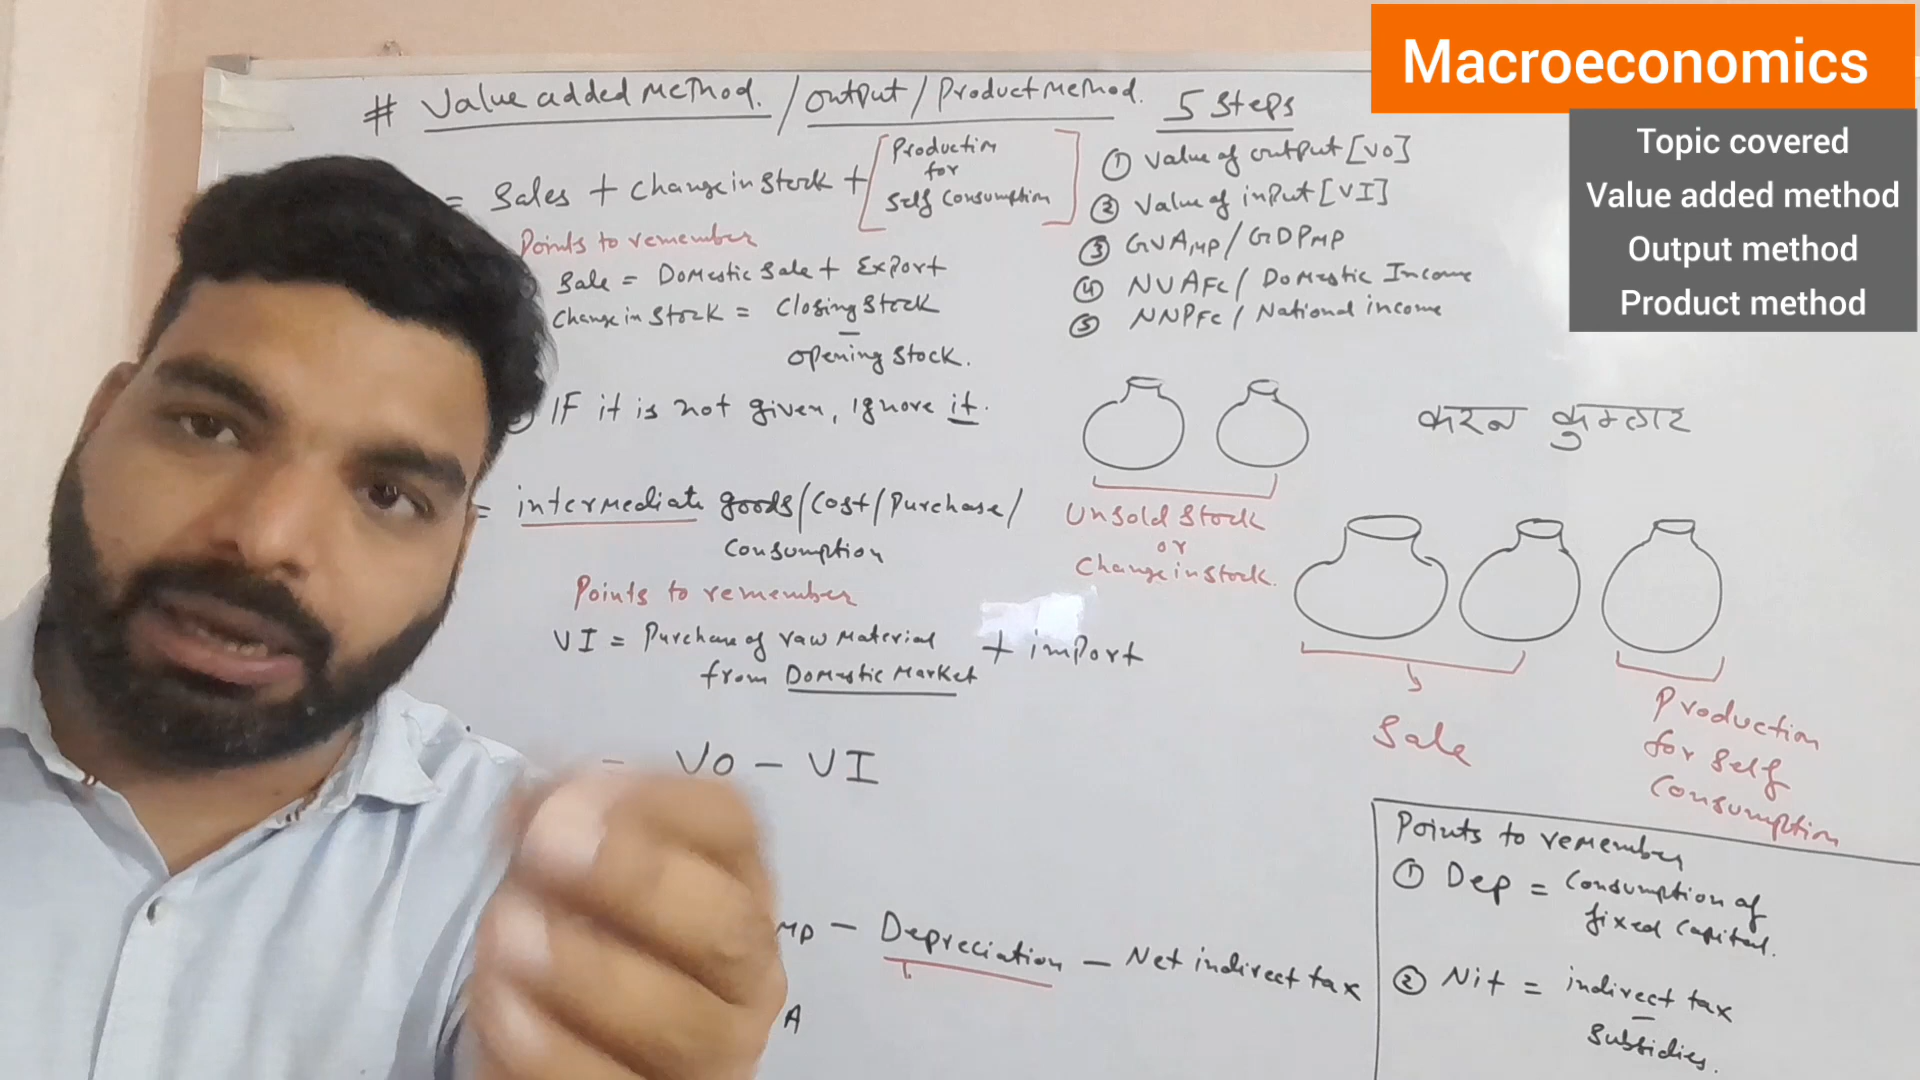 Macroeconomics
Topic covered
Value added method
Output method
Product method
# Value added method. / output / Product method.
= Sales + change in stock + [Production
for
Self Consumption]
Points to remember
Sale = Domestic Sale + Export
Change in Stock = Closing Stock
–
opening stock.
IF it is not given, ignore it.
= intermediate goods/Cost/Purchase/
Consumption
Points to remember
VI = Purchase of raw material + import
from Domestic Market
= VO – VI
MP – Depreciation – Net indirect tax
A
5 Steps
① Value of output [VO]
② Value of input [VI]
③ GVAMP / GDPMP
④ NVAFC / Domestic Income
⑤ NNPFC / National income
करन कुम्हार
Unsold Stock
or
Change in Stock.
Sale
Production
for Self
Consumption
Points to remember
① Dep = Consumption of
fixed Capital.
② Nit = indirect tax
–
Subsidies.